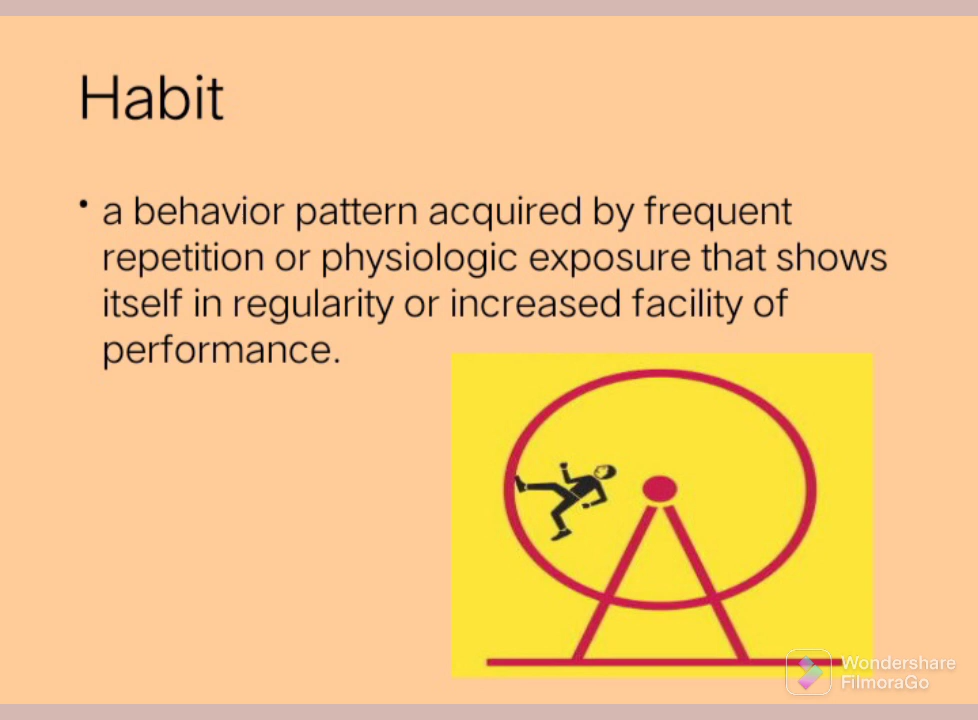 Habit
• a behavior pattern acquired by frequent
repetition or physiologic exposure that shows
itself in regularity or increased facility of
performance.
Wondershare
FilmoraGo